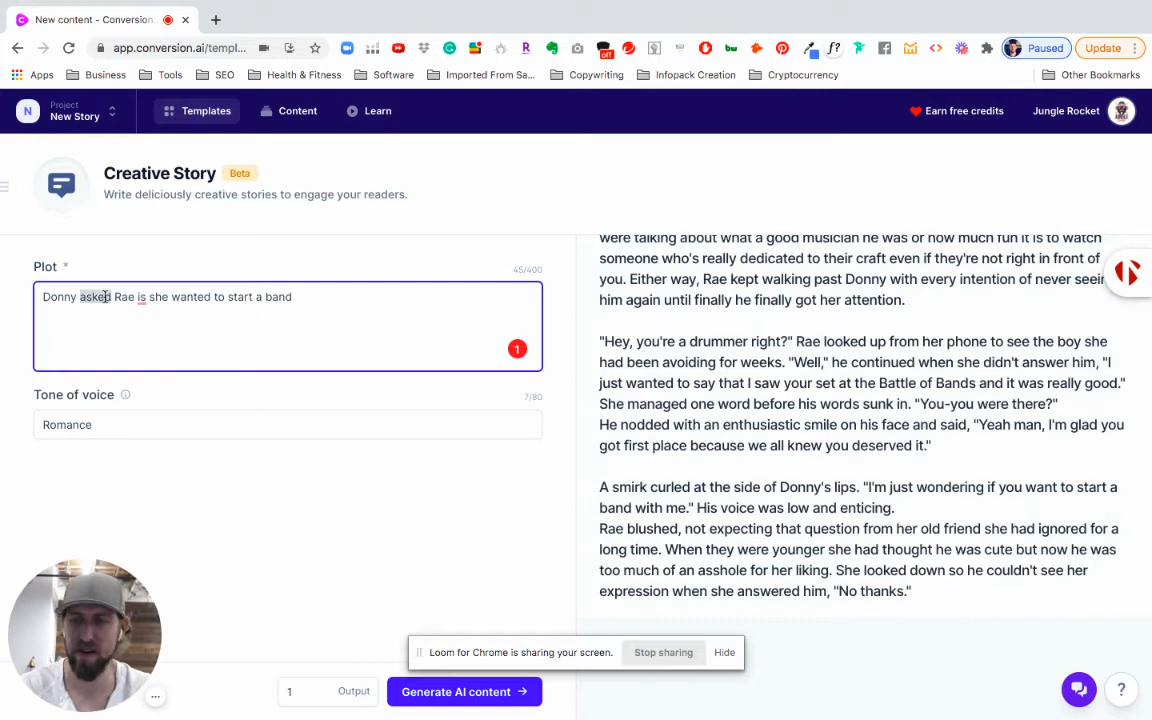 New content - Conversion.
app.conversion.ai/templ...
off
f?
Paused
Update
Apps
Business
Tools
SEO
Health & Fitness
Software
Imported From Sa...
Copywriting
Infopack Creation
Cryptocurrency
Other Bookmarks
N
Project
New Story
Templates
Content
Learn
Earn free credits
Jungle Rocket
Creative Story
Beta
Write deliciously creative stories to engage your readers.
Plot *
45/400
Donny asked Rae is she wanted to start a band
1
Tone of voice
7/80
Romance
1
Output
Generate AI content →
were talking about what a good musician he was or how much fun it is to watch
someone who's really dedicated to their craft even if they're not right in front of
you. Either way, Rae kept walking past Donny with every intention of never seein
him again until finally he finally got her attention.
"Hey, you're a drummer right?" Rae looked up from her phone to see the boy she
had been avoiding for weeks. "Well," he continued when she didn't answer him, "I
just wanted to say that I saw your set at the Battle of Bands and it was really good."
She managed one word before his words sunk in. "You-you were there?"
He nodded with an enthusiastic smile on his face and said, "Yeah man, I'm glad you
got first place because we all knew you deserved it."
A smirk curled at the side of Donny's lips. "I'm just wondering if you want to start a
band with me." His voice was low and enticing.
Rae blushed, not expecting that question from her old friend she had ignored for a
long time. When they were younger she had thought he was cute but now he was
too much of an asshole for her liking. She looked down so he couldn't see her
expression when she answered him, "No thanks."
Loom for Chrome is sharing your screen.
Stop sharing
Hide
?